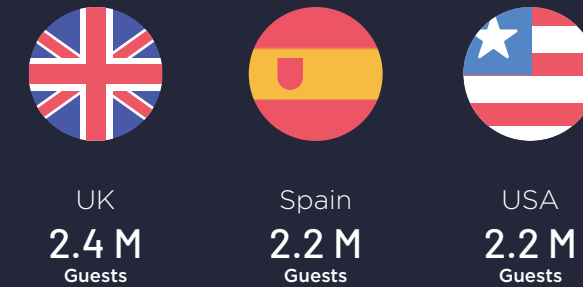 UK
2.4 M
Guests
Spain
2.2 M
Guests
USA
2.2 M
Guests